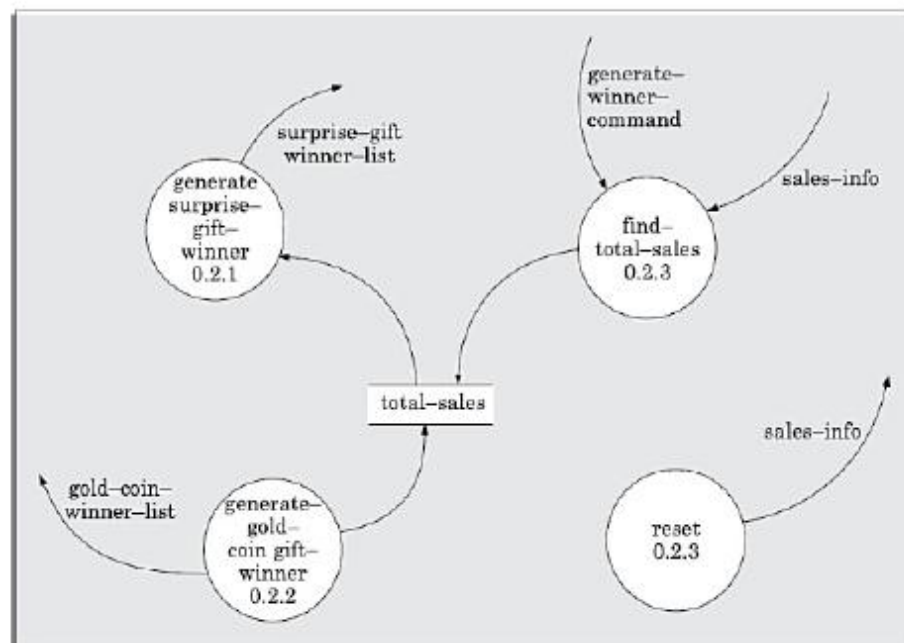 generate–
winner–
command
surprise–gift
winner–list
sales–info
generate
surprise–
gift–
winner
0.2.1
find–
total–sales
0.2.3
total–sales
sales–info
gold–coin–
winner–list
generate–
gold–
coin gift–
winner
0.2.2
reset
0.2.3